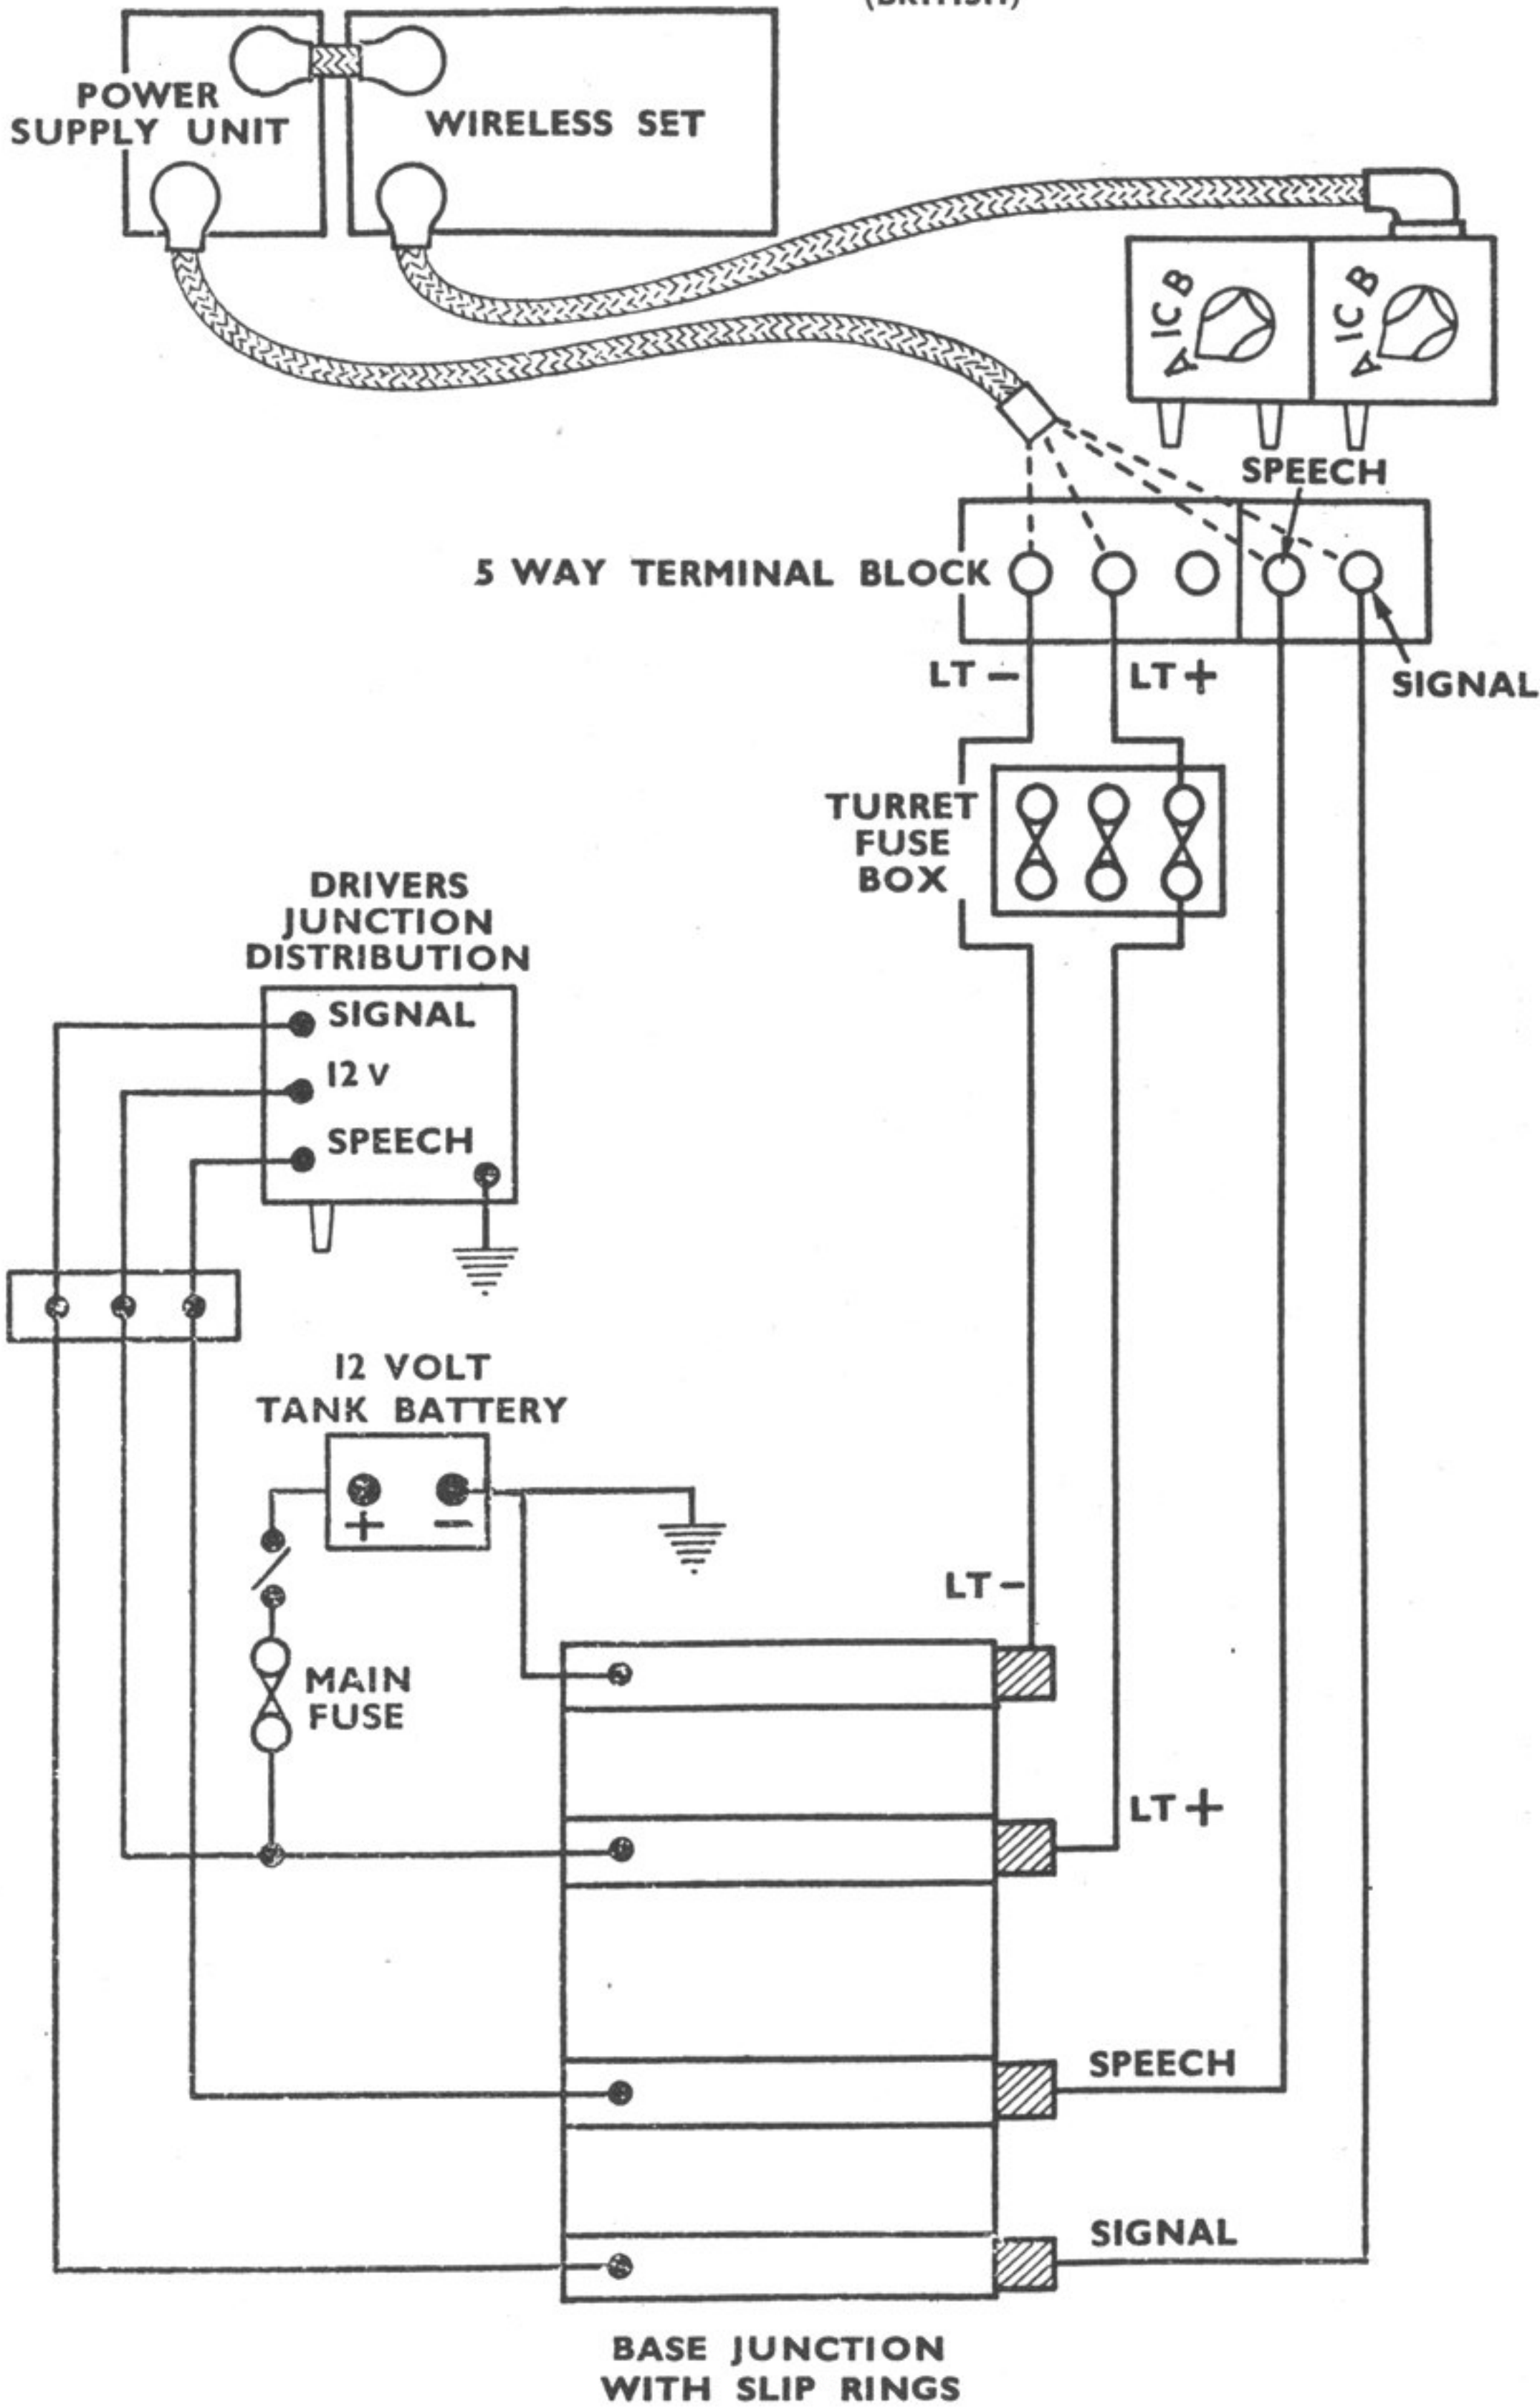 (BRITISH)
POWER
SUPPLY UNIT
WIRELESS SET
A IC B
A IC B
SPEECH
5 WAY TERMINAL BLOCK
LT −
LT +
SIGNAL
TURRET
FUSE
BOX
DRIVERS
JUNCTION
DISTRIBUTION
SIGNAL
12 V
SPEECH
12 VOLT
TANK BATTERY
+ −
LT −
MAIN
FUSE
LT +
SPEECH
SIGNAL
BASE JUNCTION
WITH SLIP RINGS